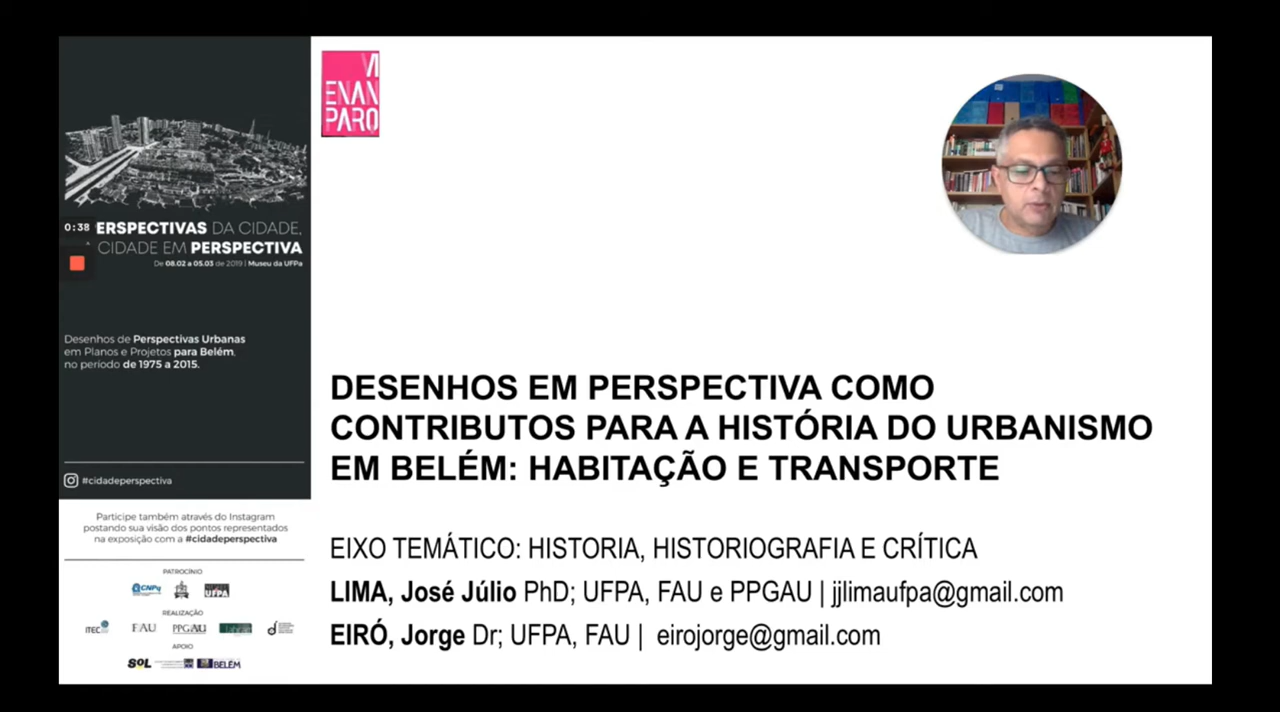 VI
ENAN
PARQ
0:38
ERSPECTIVAS DA CIDADE,
A CIDADE EM PERSPECTIVA
De 08.02 a 05.03 de 2019 | Museu da UFPa
Desenhos de Perspectivas Urbanas
em Planos e Projetos para Belém,
no período de 1975 a 2015.
#cidadeperspectiva
Participe também através do Instagram
postando sua visão dos pontos representados
na exposição com a #cidadeperspectiva
PATROCÍNIO
CNPq
UFPA
REALIZAÇÃO
ITEC
FAU
PPGAU
APOIO
SOL
BELÉM
DESENHOS EM PERSPECTIVA COMO
CONTRIBUTOS PARA A HISTÓRIA DO URBANISMO
EM BELÉM: HABITAÇÃO E TRANSPORTE
EIXO TEMÁTICO: HISTORIA, HISTORIOGRAFIA E CRÍTICA
LIMA, José Júlio PhD; UFPA, FAU e PPGAU | jjlimaufpa@gmail.com
EIRÓ, Jorge Dr; UFPA, FAU | eirojorge@gmail.com